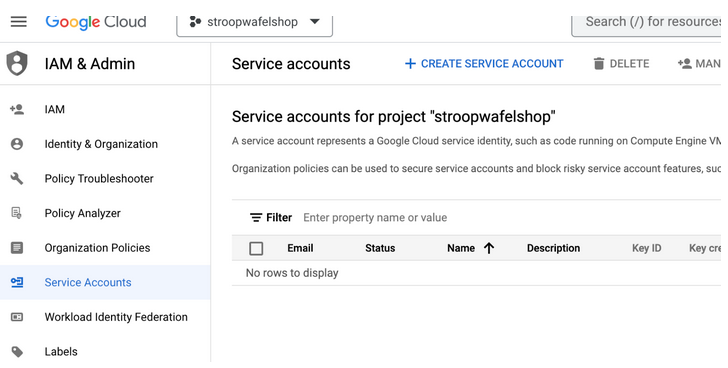 Google Cloud
stroopwafelshop
Search (/) for resources
IAM & Admin
Service accounts
+ CREATE SERVICE ACCOUNT
DELETE
MAN
IAM
Identity & Organization
Policy Troubleshooter
Policy Analyzer
Organization Policies
Service Accounts
Workload Identity Federation
Labels
Service accounts for project "stroopwafelshop"
A service account represents a Google Cloud service identity, such as code running on Compute Engine VM
Organization policies can be used to secure service accounts and block risky service account features, suc
Filter Enter property name or value
Email Status Name Description Key ID Key cre
No rows to display